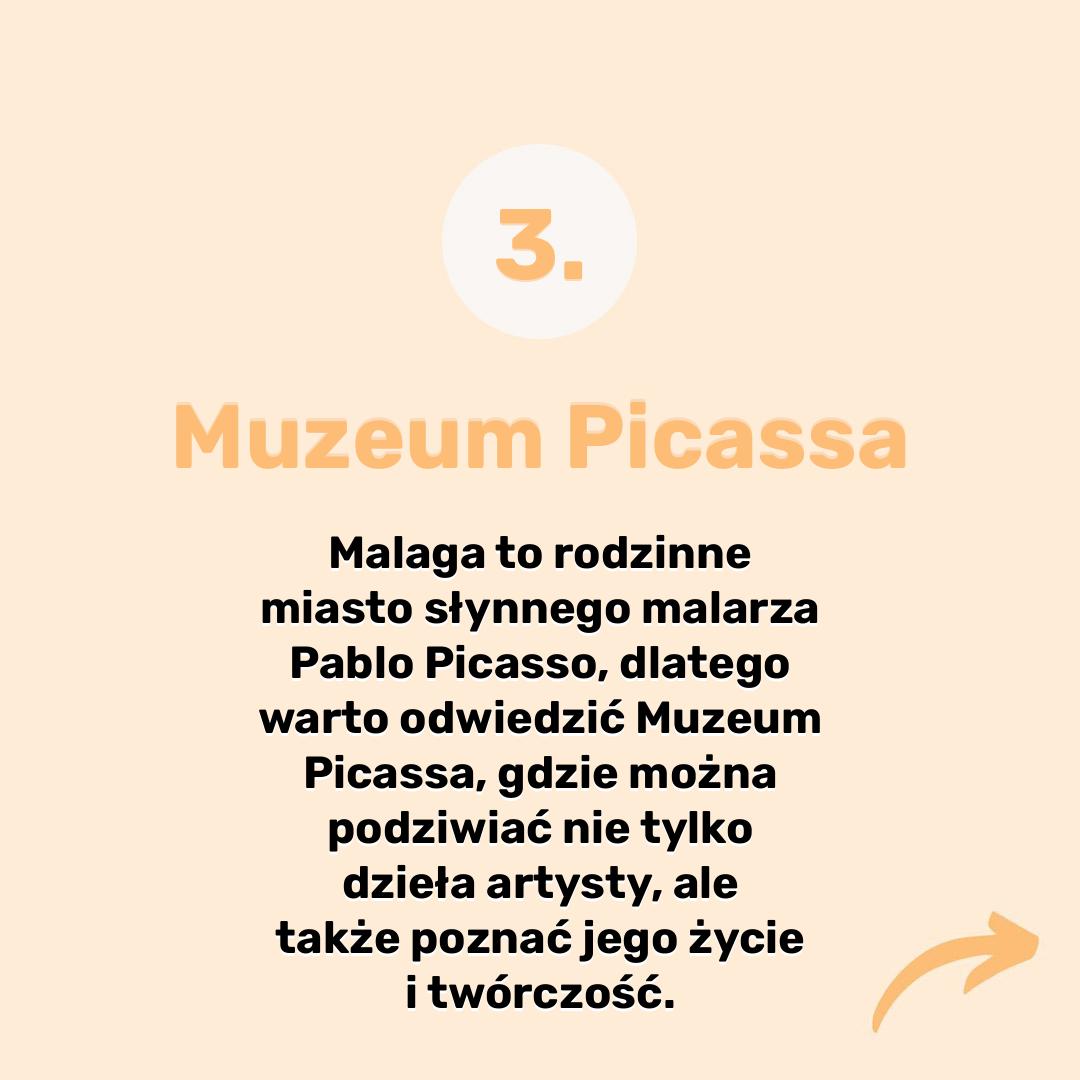 3.
Muzeum Picassa
Malaga to rodzinne
miasto słynnego malarza
Pablo Picasso, dlatego
warto odwiedzić Muzeum
Picassa, gdzie można
podziwiać nie tylko
dzieła artysty, ale
także poznać jego życie
i twórczość.